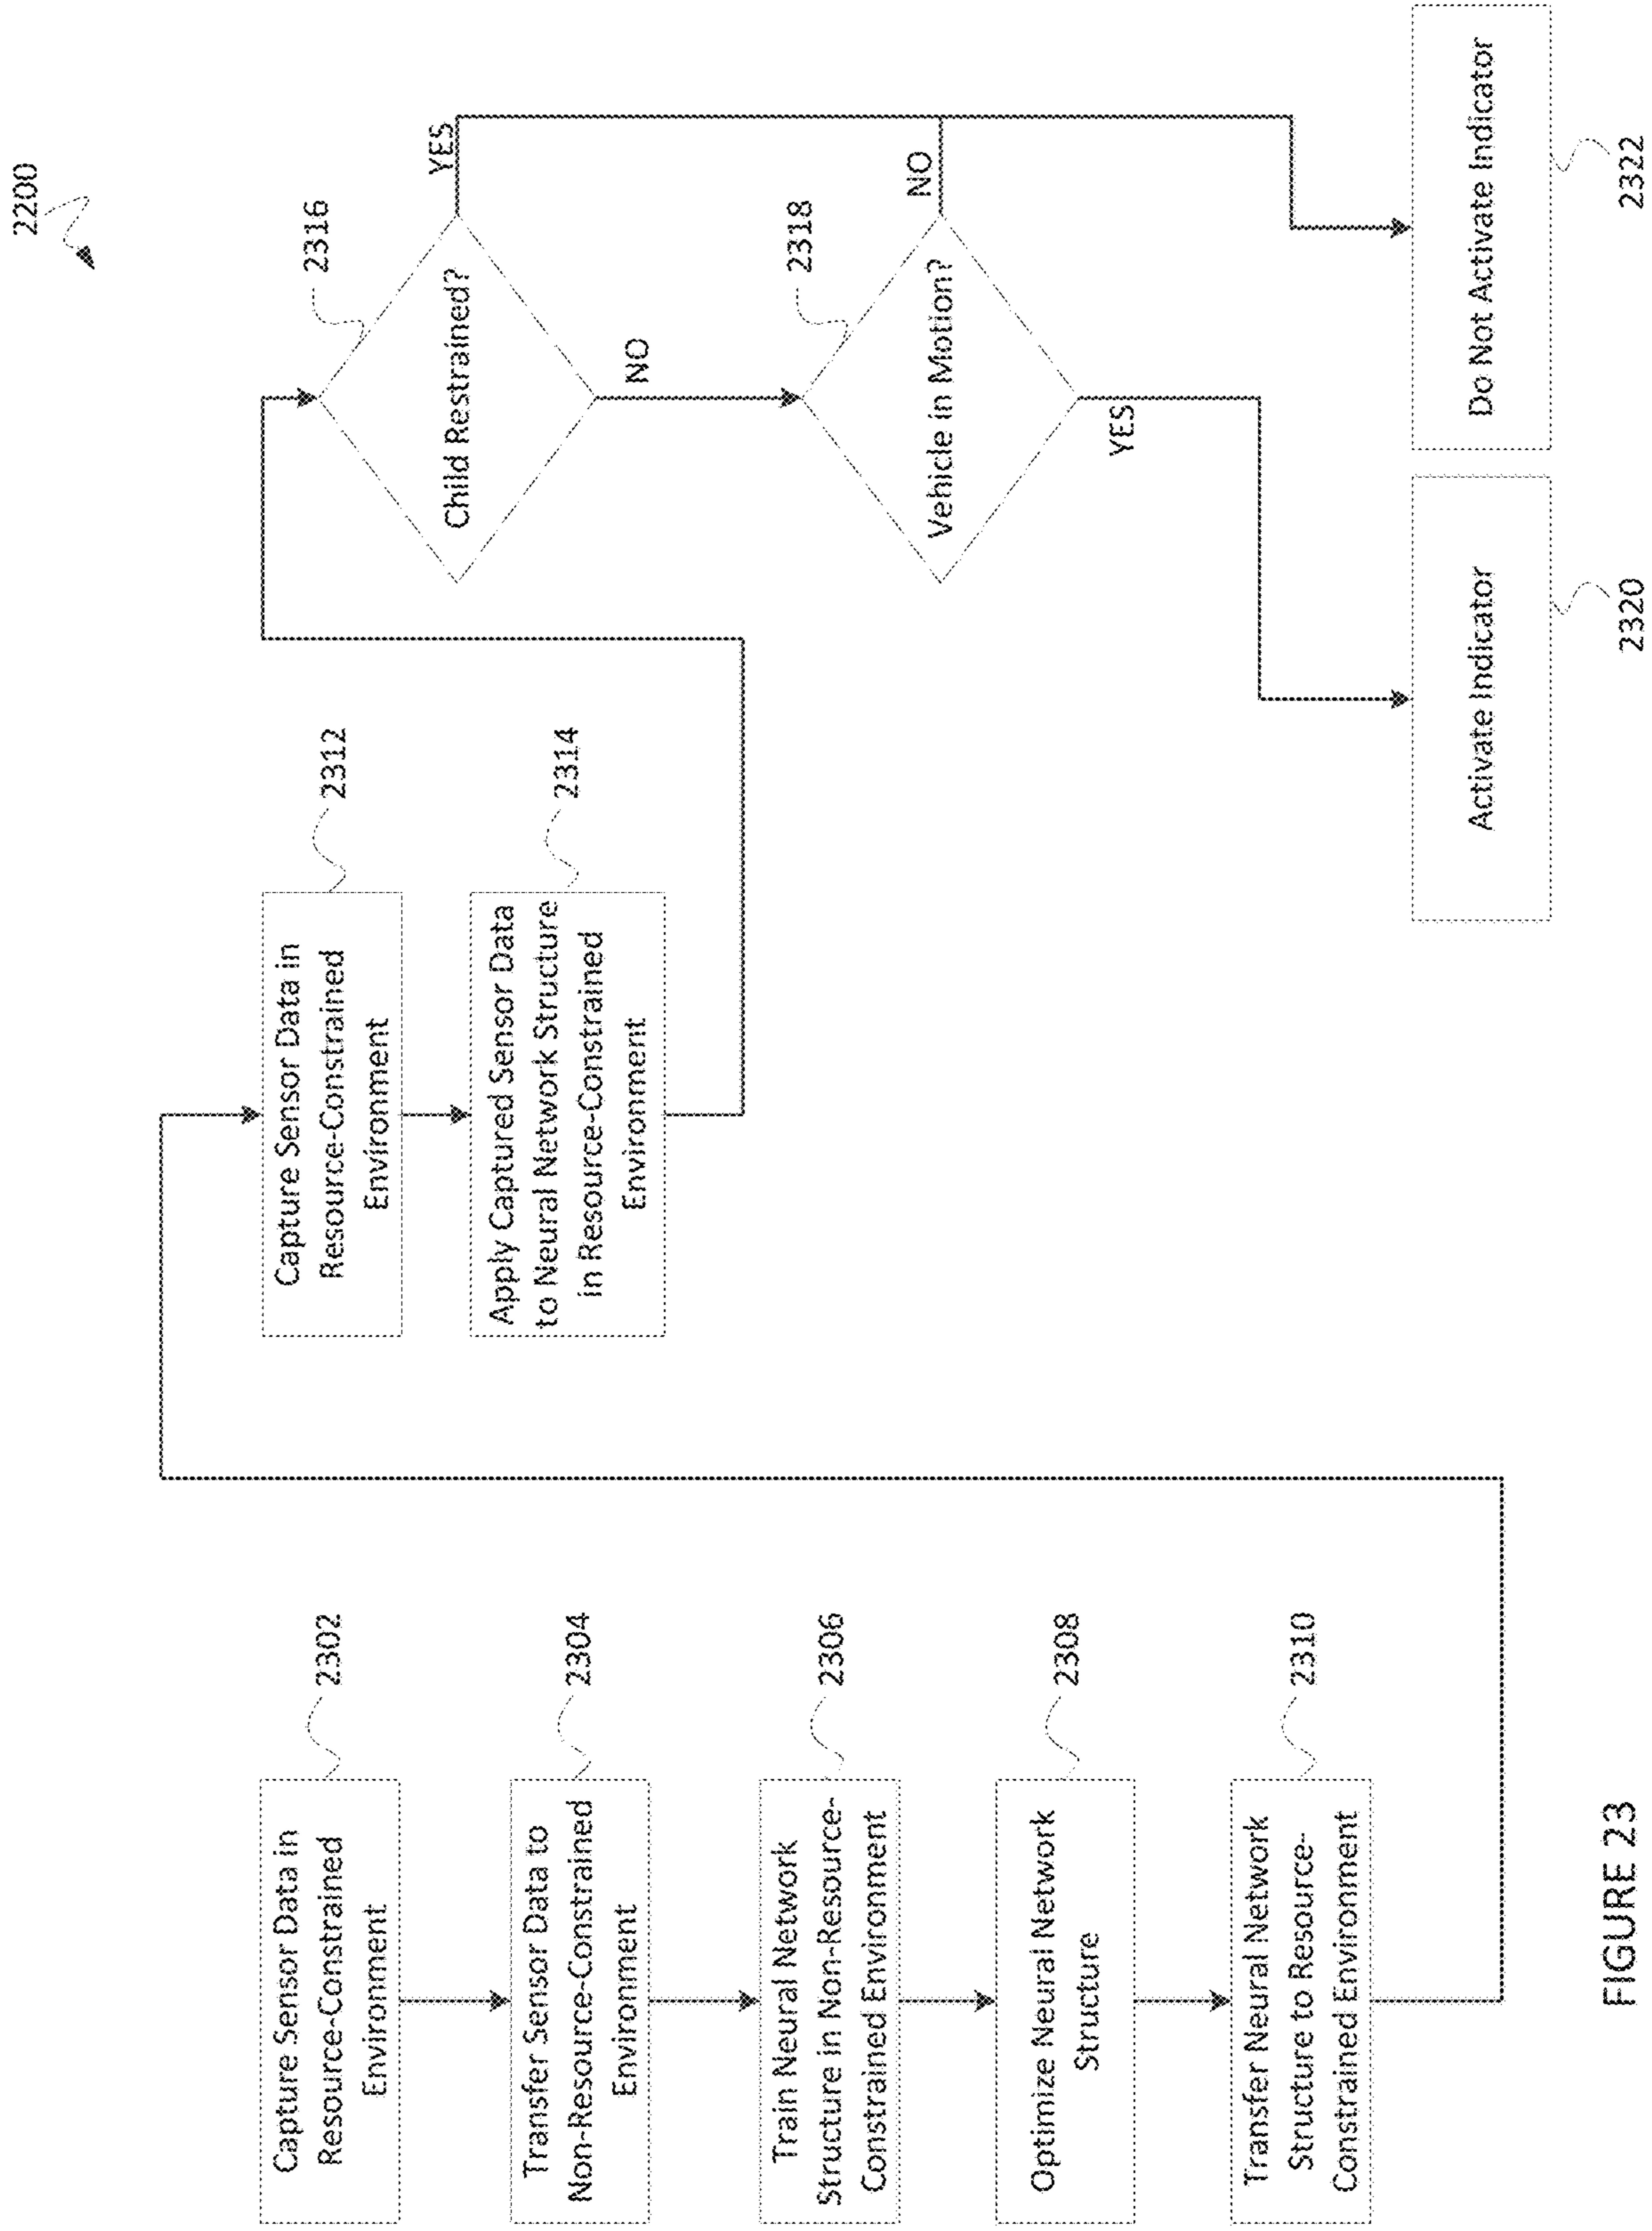 2200
Capture Sensor Data in
Resource-Constrained
Environment
2302
Transfer Sensor Data to
Non-Resource-Constrained
Environment
2304
Train Neural Network
Structure in Non-Resource-
Constrained Environment
2306
Optimize Neural Network
Structure
2308
Transfer Neural Network
Structure to Resource-
Constrained Environment
2310
Capture Sensor Data in
Resource-Constrained
Environment
2312
Apply Captured Sensor Data
to Neural Network Structure
in Resource-Constrained
Environment
2314
Child Restrained?
2316
YES
NO
Vehicle in Motion?
2318
NO
YES
Activate Indicator
2320
Do Not Activate Indicator
2322
FIGURE 23